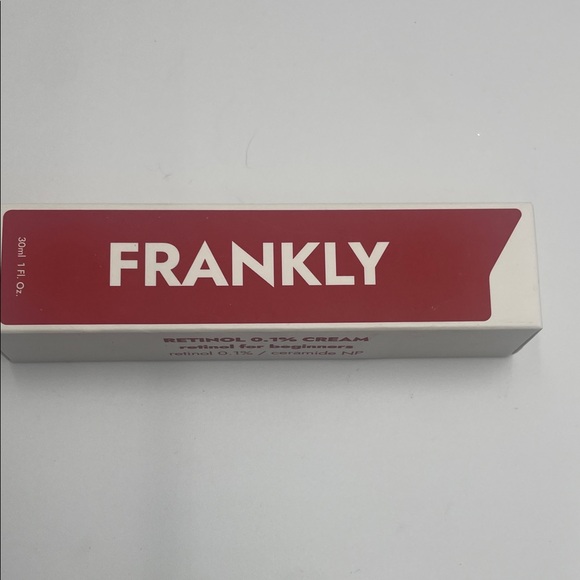 FRANKLY
30ml 1 Fl. Oz.
RETINOL 0.1% CREAM
retinol for beginners
retinol 0.1% / ceramide NP